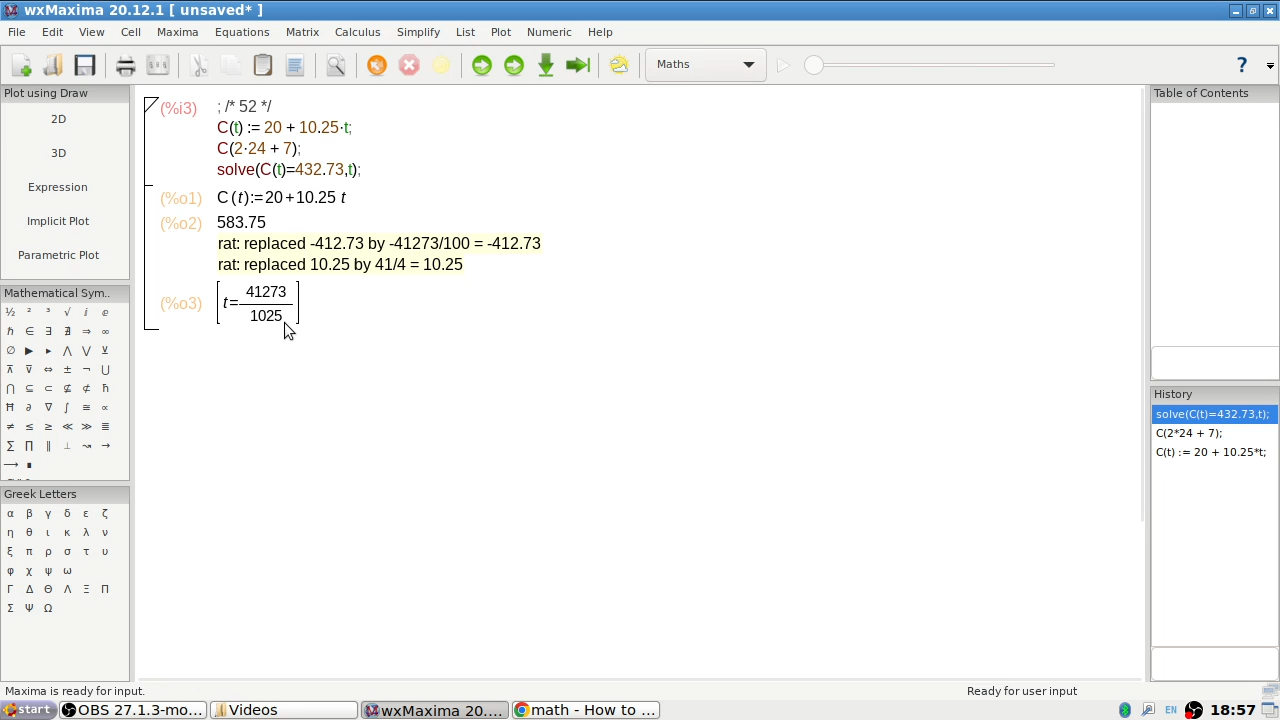 wxMaxima 20.12.1 [ unsaved* ]
File Edit View Cell Maxima Equations Matrix Calculus Simplify List Plot Numeric Help
Maths
?
Plot using Draw
2D
3D
Expression
Implicit Plot
Parametric Plot
Mathematical Sym..
½ ² ³ √ ⅈ ⅇ
ℏ ∈ ∃ ∄ ⇒ ∞
∅ ▶ ▸ ⋀ ⋁ ⊻
⊼ ⊽ ⇔ ± ¬ ⋃
⋂ ⊆ ⊂ ⊈ ⊄ ħ
Ħ ∂ ∇ ∫ ≅ ∝
≠ ≤ ≥ ≪ ≫ ≣
∑ ∏ ∥ ⟂ ↝ →
⟶ ∎
Greek Letters
α β γ δ ε ζ
η θ ι κ λ ν
ξ π ρ σ τ υ
φ χ ψ ω
Γ Δ Θ Λ Ξ Π
Σ Ψ Ω
(%i3) ; /* 52 */
C(t) := 20 + 10.25·t;
C(2·24 + 7);
solve(C(t)=432.73,t);
(%o1) C(t):=20+10.25 t
(%o2) 583.75
rat: replaced -412.73 by -41273/100 = -412.73
rat: replaced 10.25 by 41/4 = 10.25
(%o3) [t=41273/1025]
Table of Contents
History
solve(C(t)=432.73,t);
C(2*24 + 7);
C(t) := 20 + 10.25*t;
Maxima is ready for input.
Ready for user input
start
OBS 27.1.3-mo...
Videos
wxMaxima 20....
math - How to ...
EN
18:57